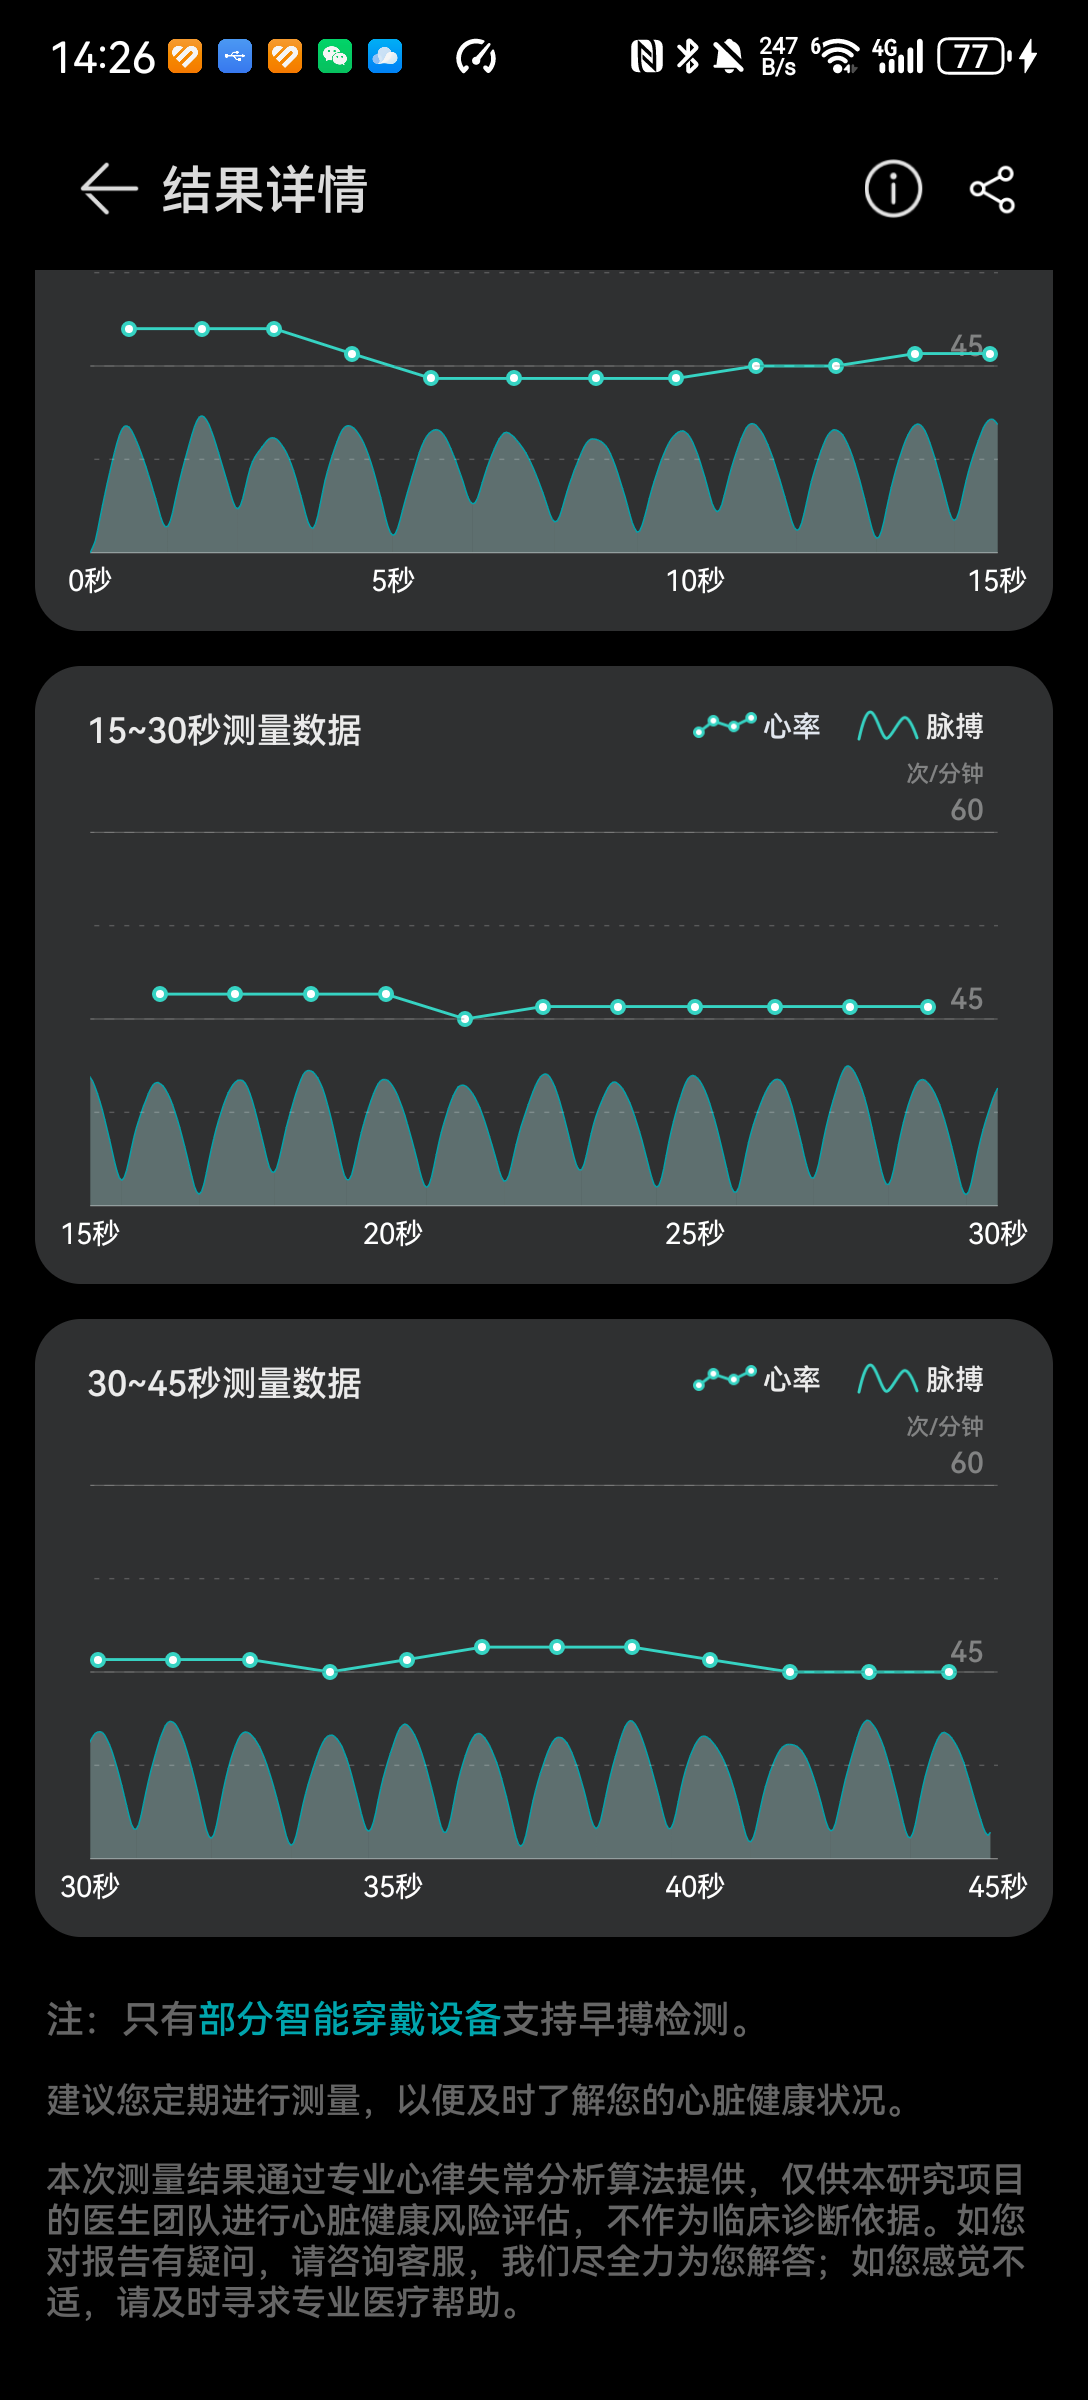 14:26
247 B/s 6 4G 77
结果详情
45
0秒 5秒 10秒 15秒
15~30秒测量数据 心率 脉搏
次/分钟
60
45
15秒 20秒 25秒 30秒
30~45秒测量数据 心率 脉搏
次/分钟
60
45
30秒 35秒 40秒 45秒
注：只有部分智能穿戴设备支持早搏检测。
建议您定期进行测量，以便及时了解您的心脏健康状况。
本次测量结果通过专业心律失常分析算法提供，仅供本研究项目
的医生团队进行心脏健康风险评估，不作为临床诊断依据。如您
对报告有疑问，请咨询客服，我们尽全力为您解答；如您感觉不
适，请及时寻求专业医疗帮助。